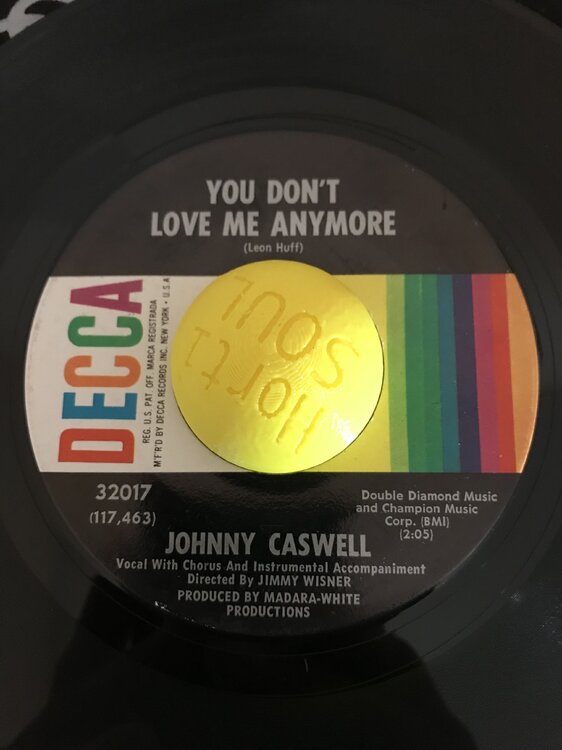 YOU DON'T
LOVE ME ANYMORE
(Leon Huff)
DECCA
REG. U.S. PAT. OFF. MARCA REGISTRADA
M'F'R'D BY DECCA RECORDS INC. NEW YORK • U.S.A
SOUL
32017
(117,463)
Double Diamond Music
and Champion Music
Corp. (BMI)
(2:05)
JOHNNY CASWELL
Vocal With Chorus And Instrumental Accompaniment
Directed By JIMMY WISNER
PRODUCED BY MADARA-WHITE
PRODUCTIONS